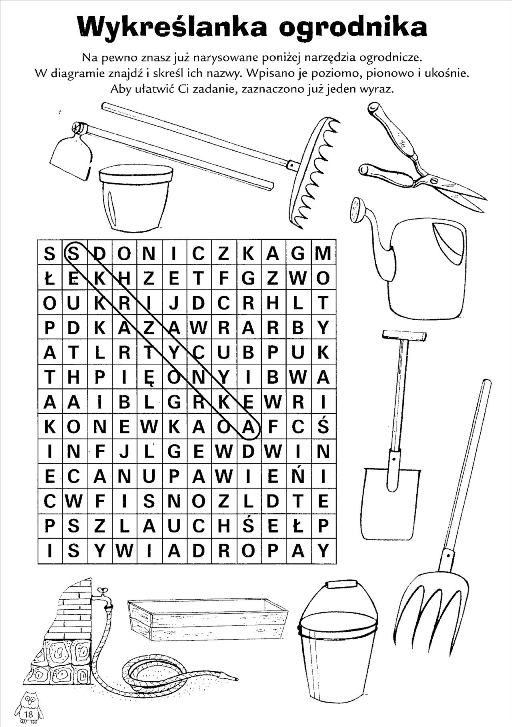 Wykreślanka ogrodnika
Na pewno znasz już narysowane poniżej narzędzia ogrodnicze.
W diagramie znajdź i skreśl ich nazwy. Wpisano je poziomo, pionowo i ukośnie.
Aby ułatwić Ci zadanie, zaznaczono już jeden wyraz.
S S D O N I C Z K A G M
Ł E K H Z E T F G Z W O
O U K R I J D C R H L T
P D K A Z A W R A R B Y
A T L R T Y C U B P U K
T H P I Ę O N Y I B W A
A A I B L G R K E W R I
K O N E W K A O A F C Ś
I N F J L G E W D W I N
E C A N U P A W I E Ń I
C W F I S N O Z L D T E
P S Z L A U C H Ś E Ł P
I S Y W I A D R O P A Y
18